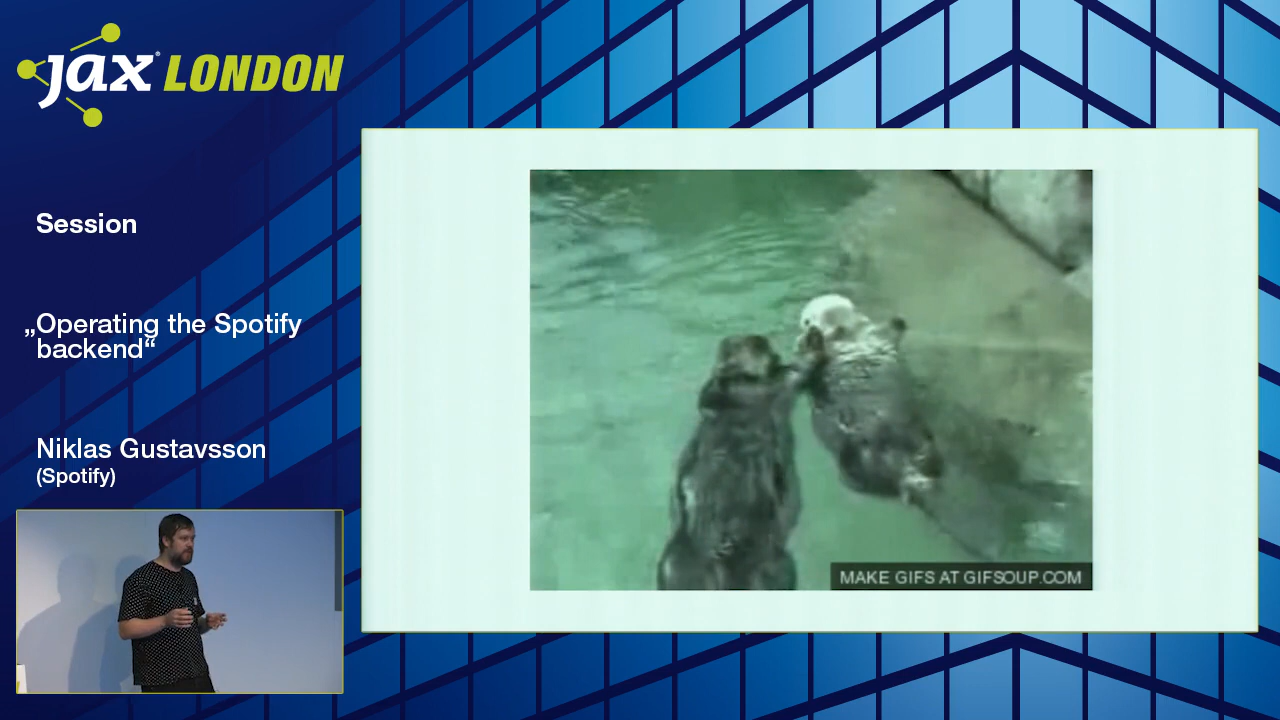 jax® LONDON
Session
„Operating the Spotify
backend“
Niklas Gustavsson
(Spotify)
MAKE GIFS AT GIFSOUP.COM